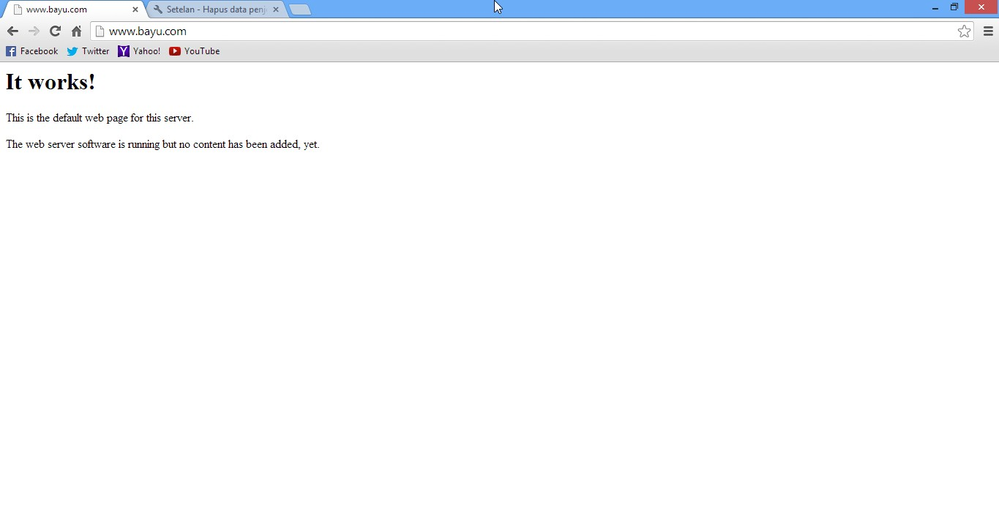 www.bayu.com
Setelan - Hapus data penj
www.bayu.com
Facebook Twitter Yahoo! YouTube
It works!
This is the default web page for this server.
The web server software is running but no content has been added, yet.